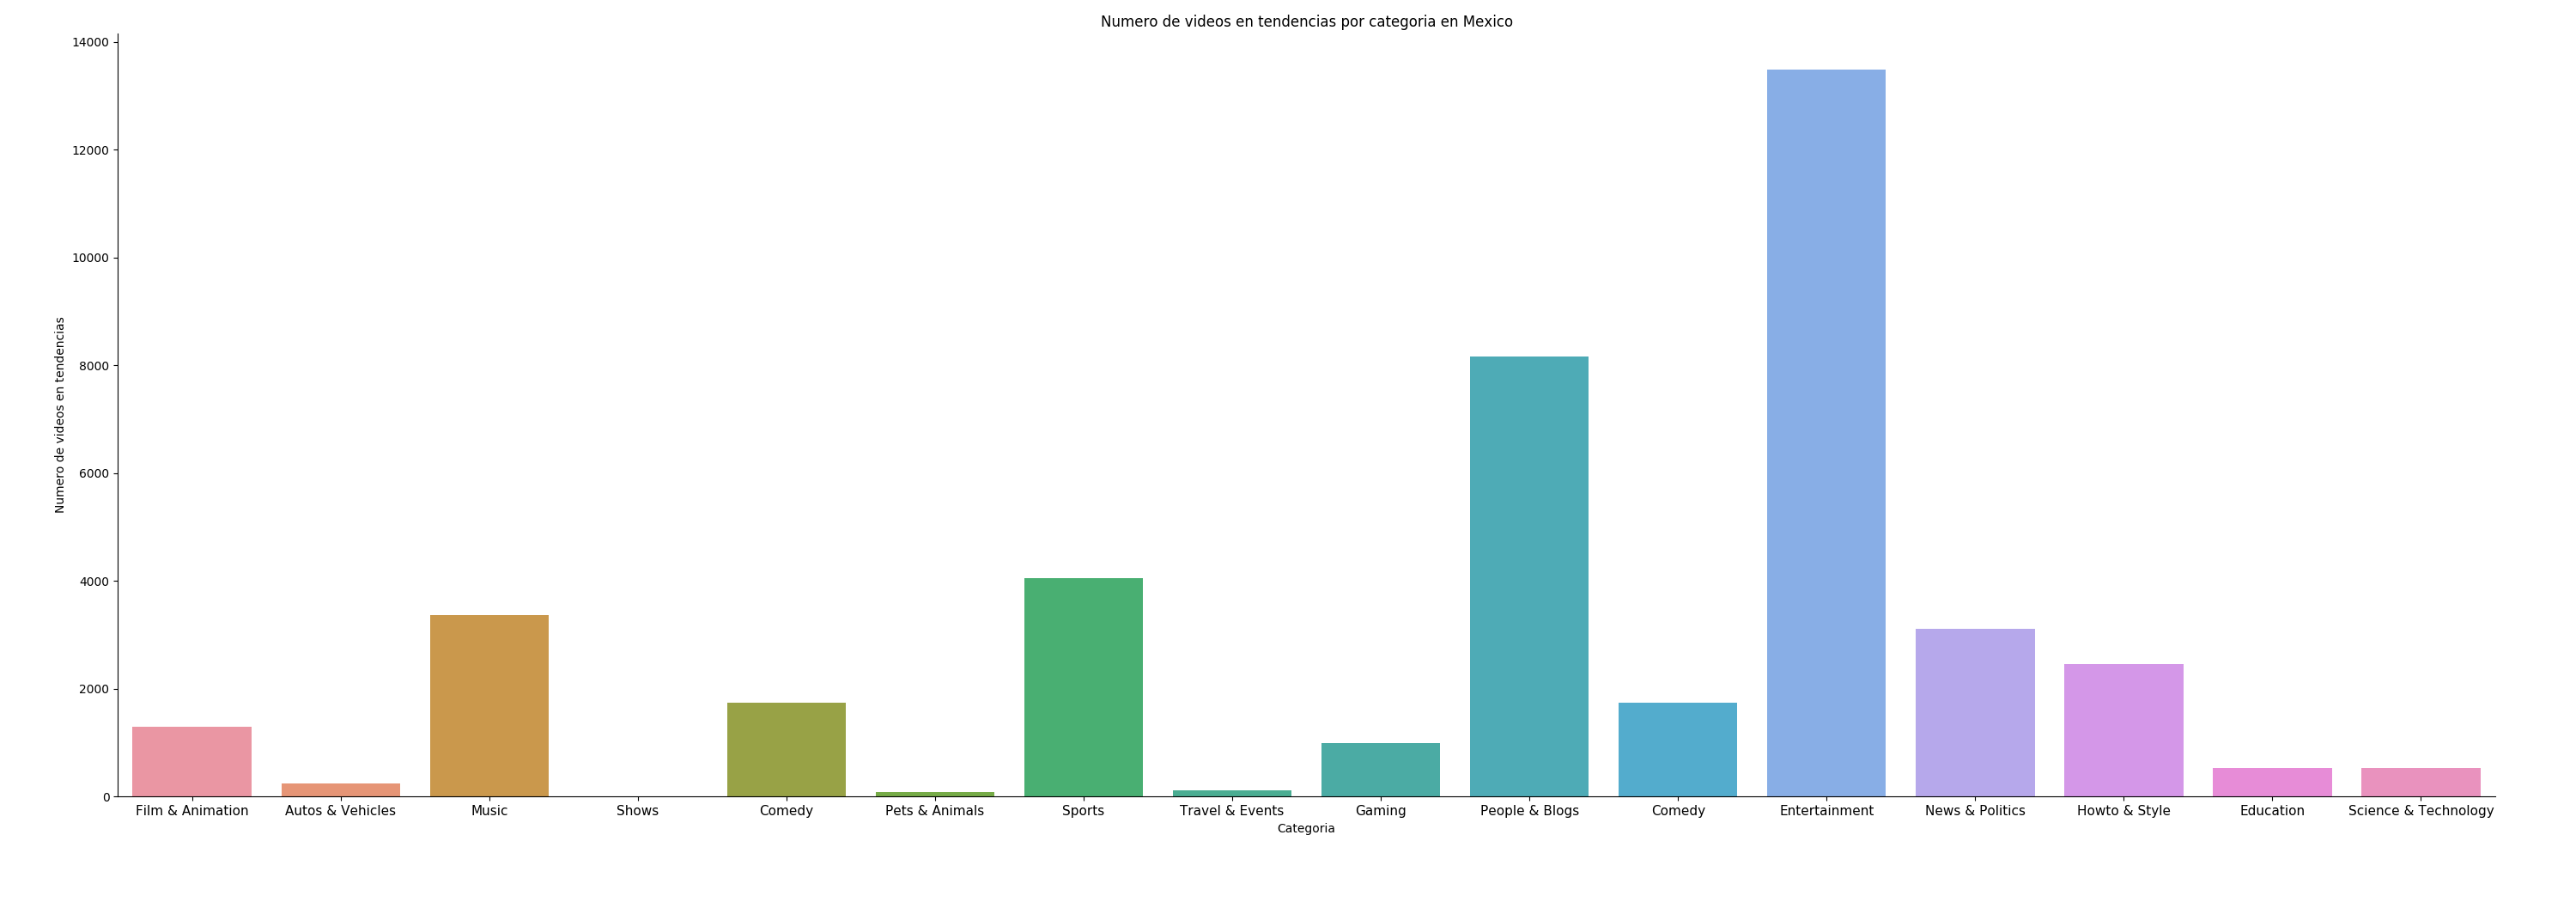 Numero de videos en tendencias por categoria en Mexico
Numero de videos en tendencias
14000
12000
10000
8000
6000
4000
2000
0
Film & Animation Autos & Vehicles Music Shows Comedy Pets & Animals Sports Travel & Events Gaming People & Blogs Comedy Entertainment News & Politics Howto & Style Education Science & Technology
Categoria